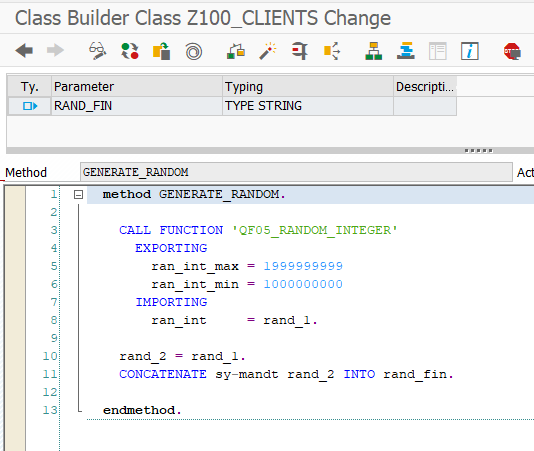 Class Builder Class Z100_CLIENTS Change
Ty. Parameter Typing Descripti...
RAND_FIN TYPE STRING
Method GENERATE_RANDOM Act
1 method GENERATE_RANDOM.
2
3 CALL FUNCTION 'QF05_RANDOM_INTEGER'
4 EXPORTING
5 ran_int_max = 1999999999
6 ran_int_min = 1000000000
7 IMPORTING
8 ran_int = rand_1.
9
10 rand_2 = rand_1.
11 CONCATENATE sy-mandt rand_2 INTO rand_fin.
12
13 endmethod.